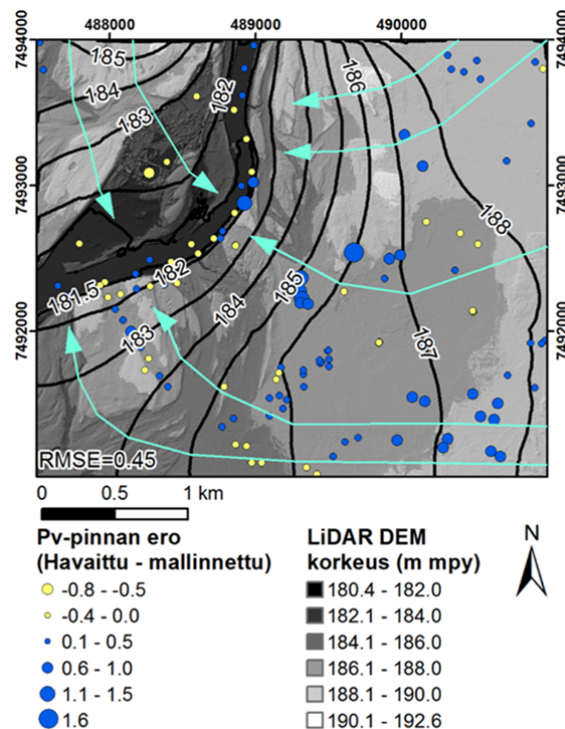 488000 489000 490000
7494000
7494000
185
184
183
182
186
7493000
7493000
188
181.5
182
184
185
183
187
7492000
7492000
RMSE=0.45
0 0.5 1 km
Pv-pinnan ero
(Havaittu - mallinnettu)
-0.8 - -0.5
-0.4 - 0.0
0.1 - 0.5
0.6 - 1.0
1.1 - 1.5
1.6
LiDAR DEM
korkeus (m mpy)
180.4 - 182.0
182.1 - 184.0
184.1 - 186.0
186.1 - 188.0
188.1 - 190.0
190.1 - 192.6
N